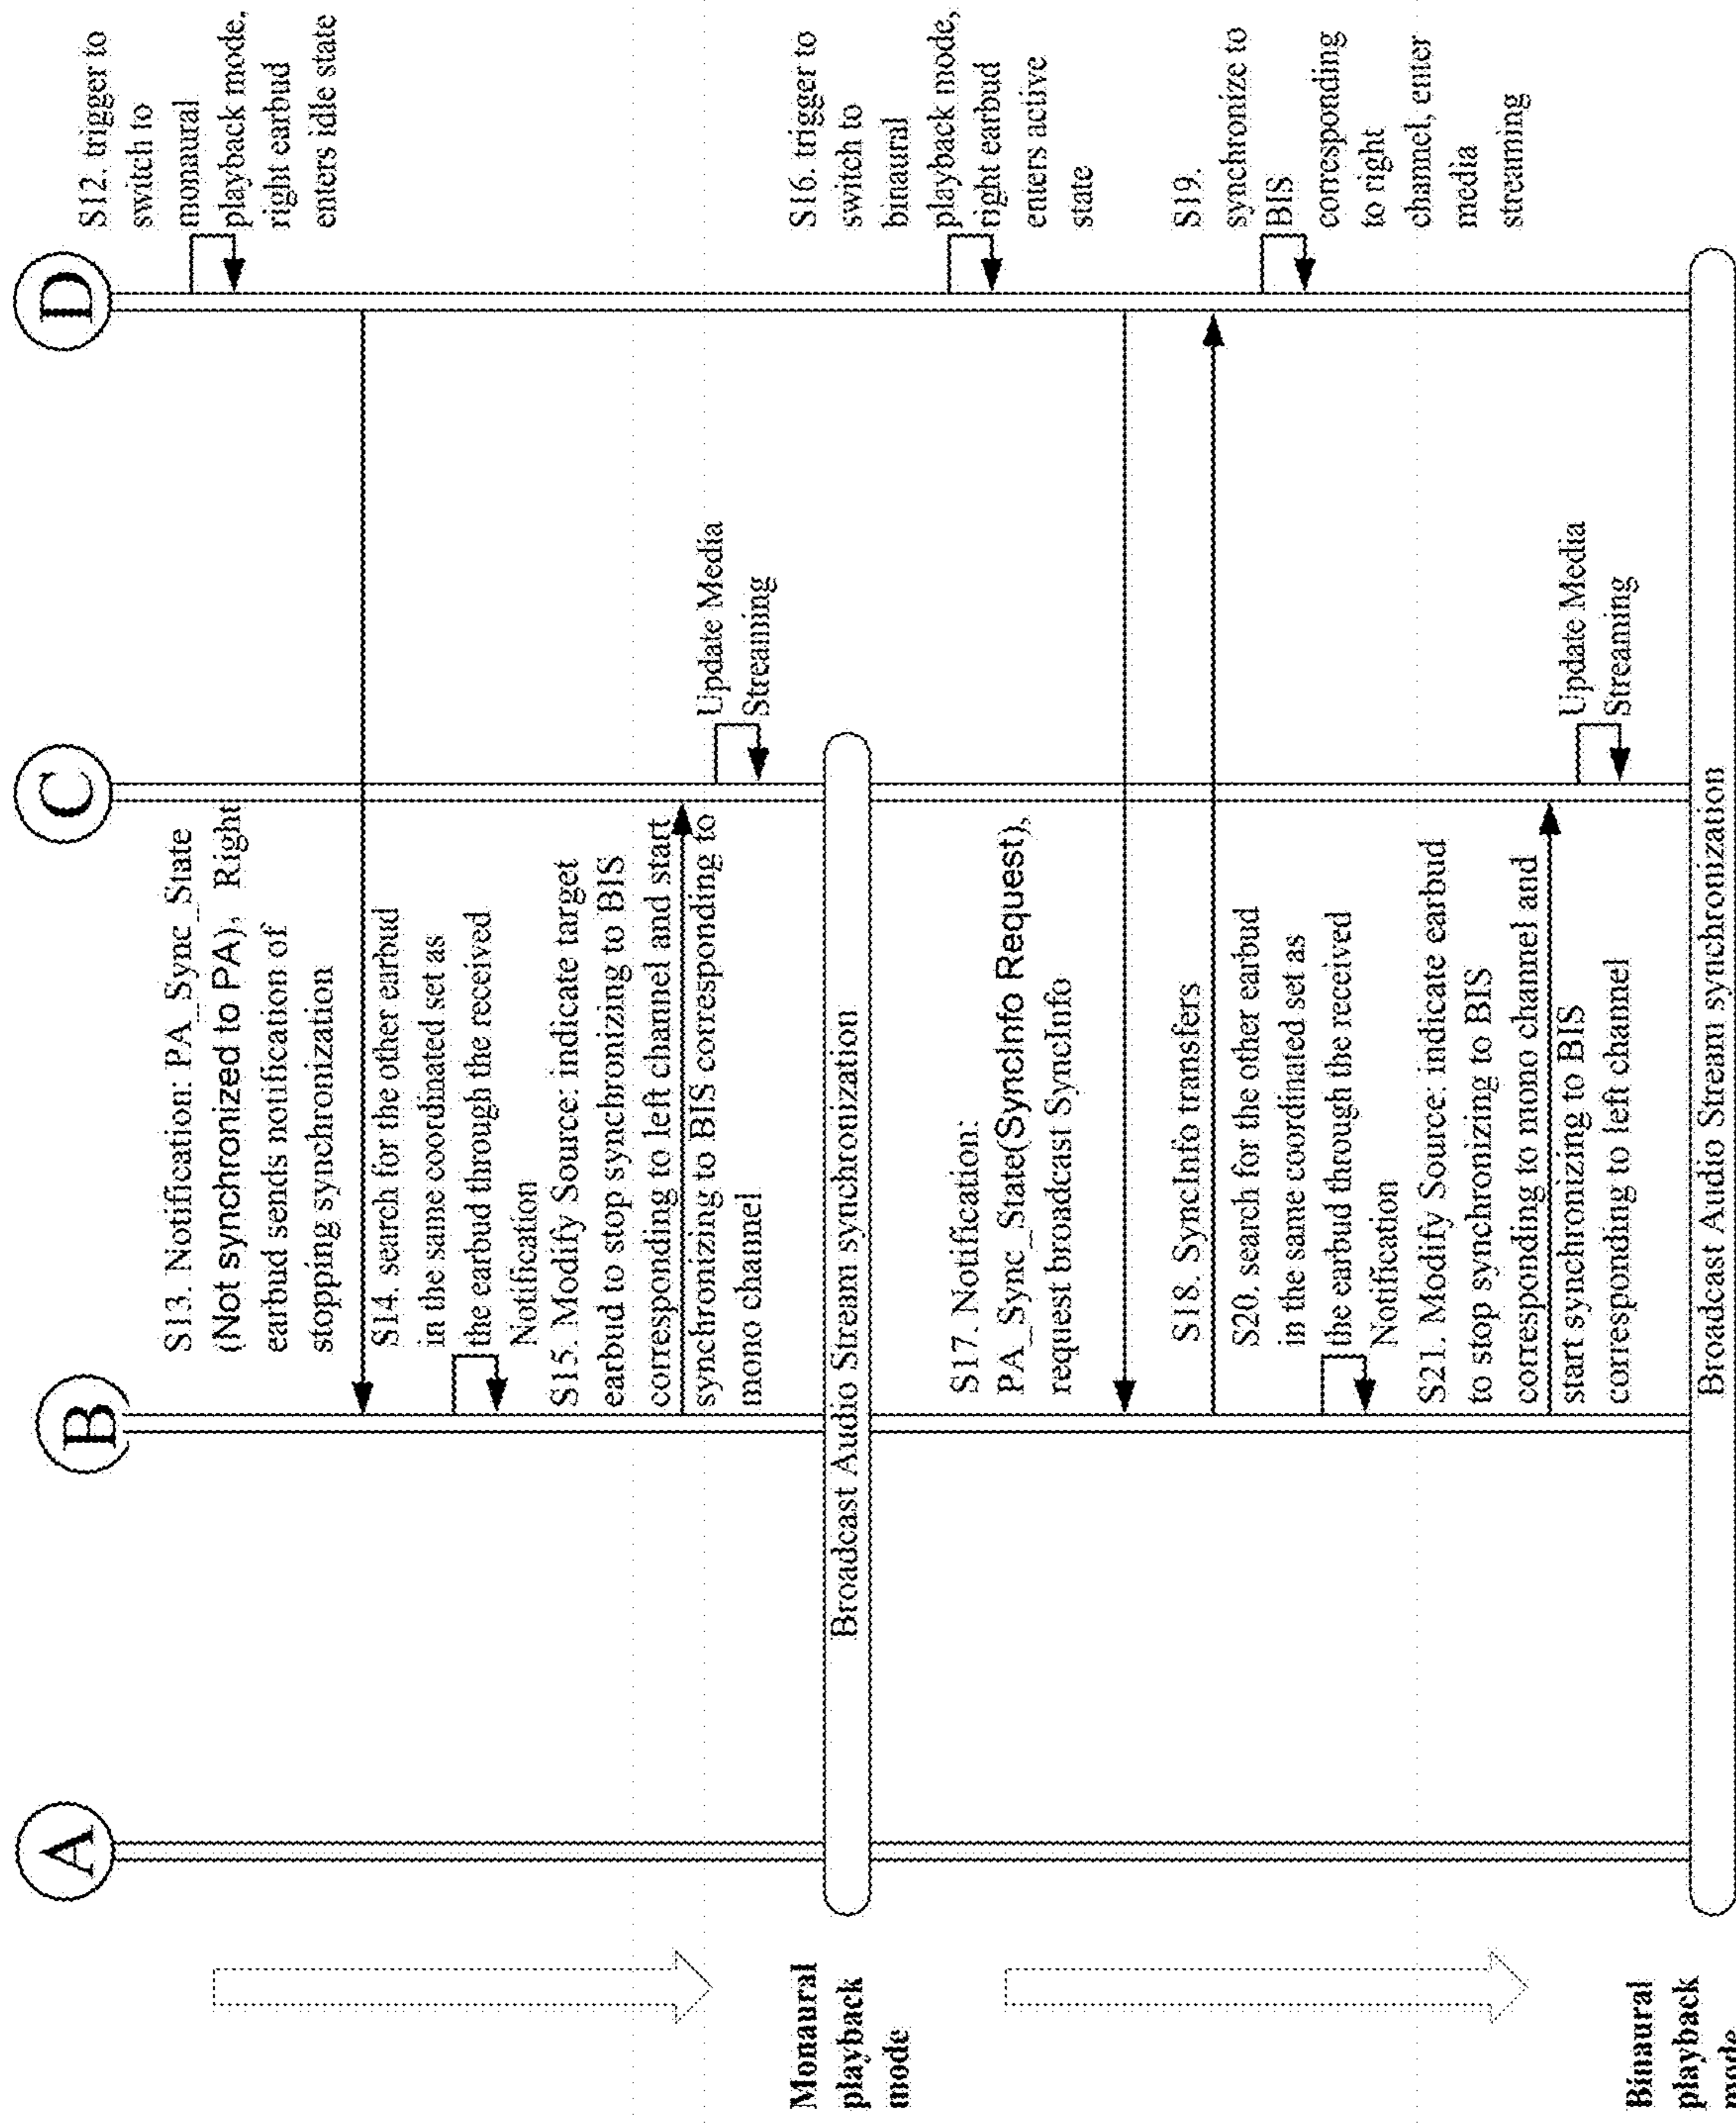 A
B
C
D
S12. trigger to
switch to
monaural
playback mode,
right earbud
enters idle state
S13. Notification: PA_Sync_State
(Not synchronized to PA), Right
earbud sends notification of
stopping synchronization
S14. search for the other earbud
in the same coordinated set as
the earbud through the received
Notification
S15. Modify Source: indicate target
earbud to stop synchronizing to BIS
corresponding to left channel and start
synchronizing to BIS corresponding to
mono channel
Update Media
Streaming
Monaural
playback
mode
Broadcast Audio Stream synchronization
S16. trigger to
switch to
binaural
playback mode,
right earbud
enters active
state
S17. Notification:
PA_Sync_State(SyncInfo Request),
request broadcast SyncInfo
S18. SyncInfo transfers
S19.
synchronize to
BIS
corresponding
to right
channel, enter
media
streaming
S20. search for the other earbud
in the same coordinated set as
the earbud through the received
Notification
S21. Modify Source: indicate earbud
to stop synchronizing to BIS
corresponding to mono channel and
start synchronizing to BIS
corresponding to left channel
Update Media
Streaming
Binaural
playback
mode
Broadcast Audio Stream synchronization